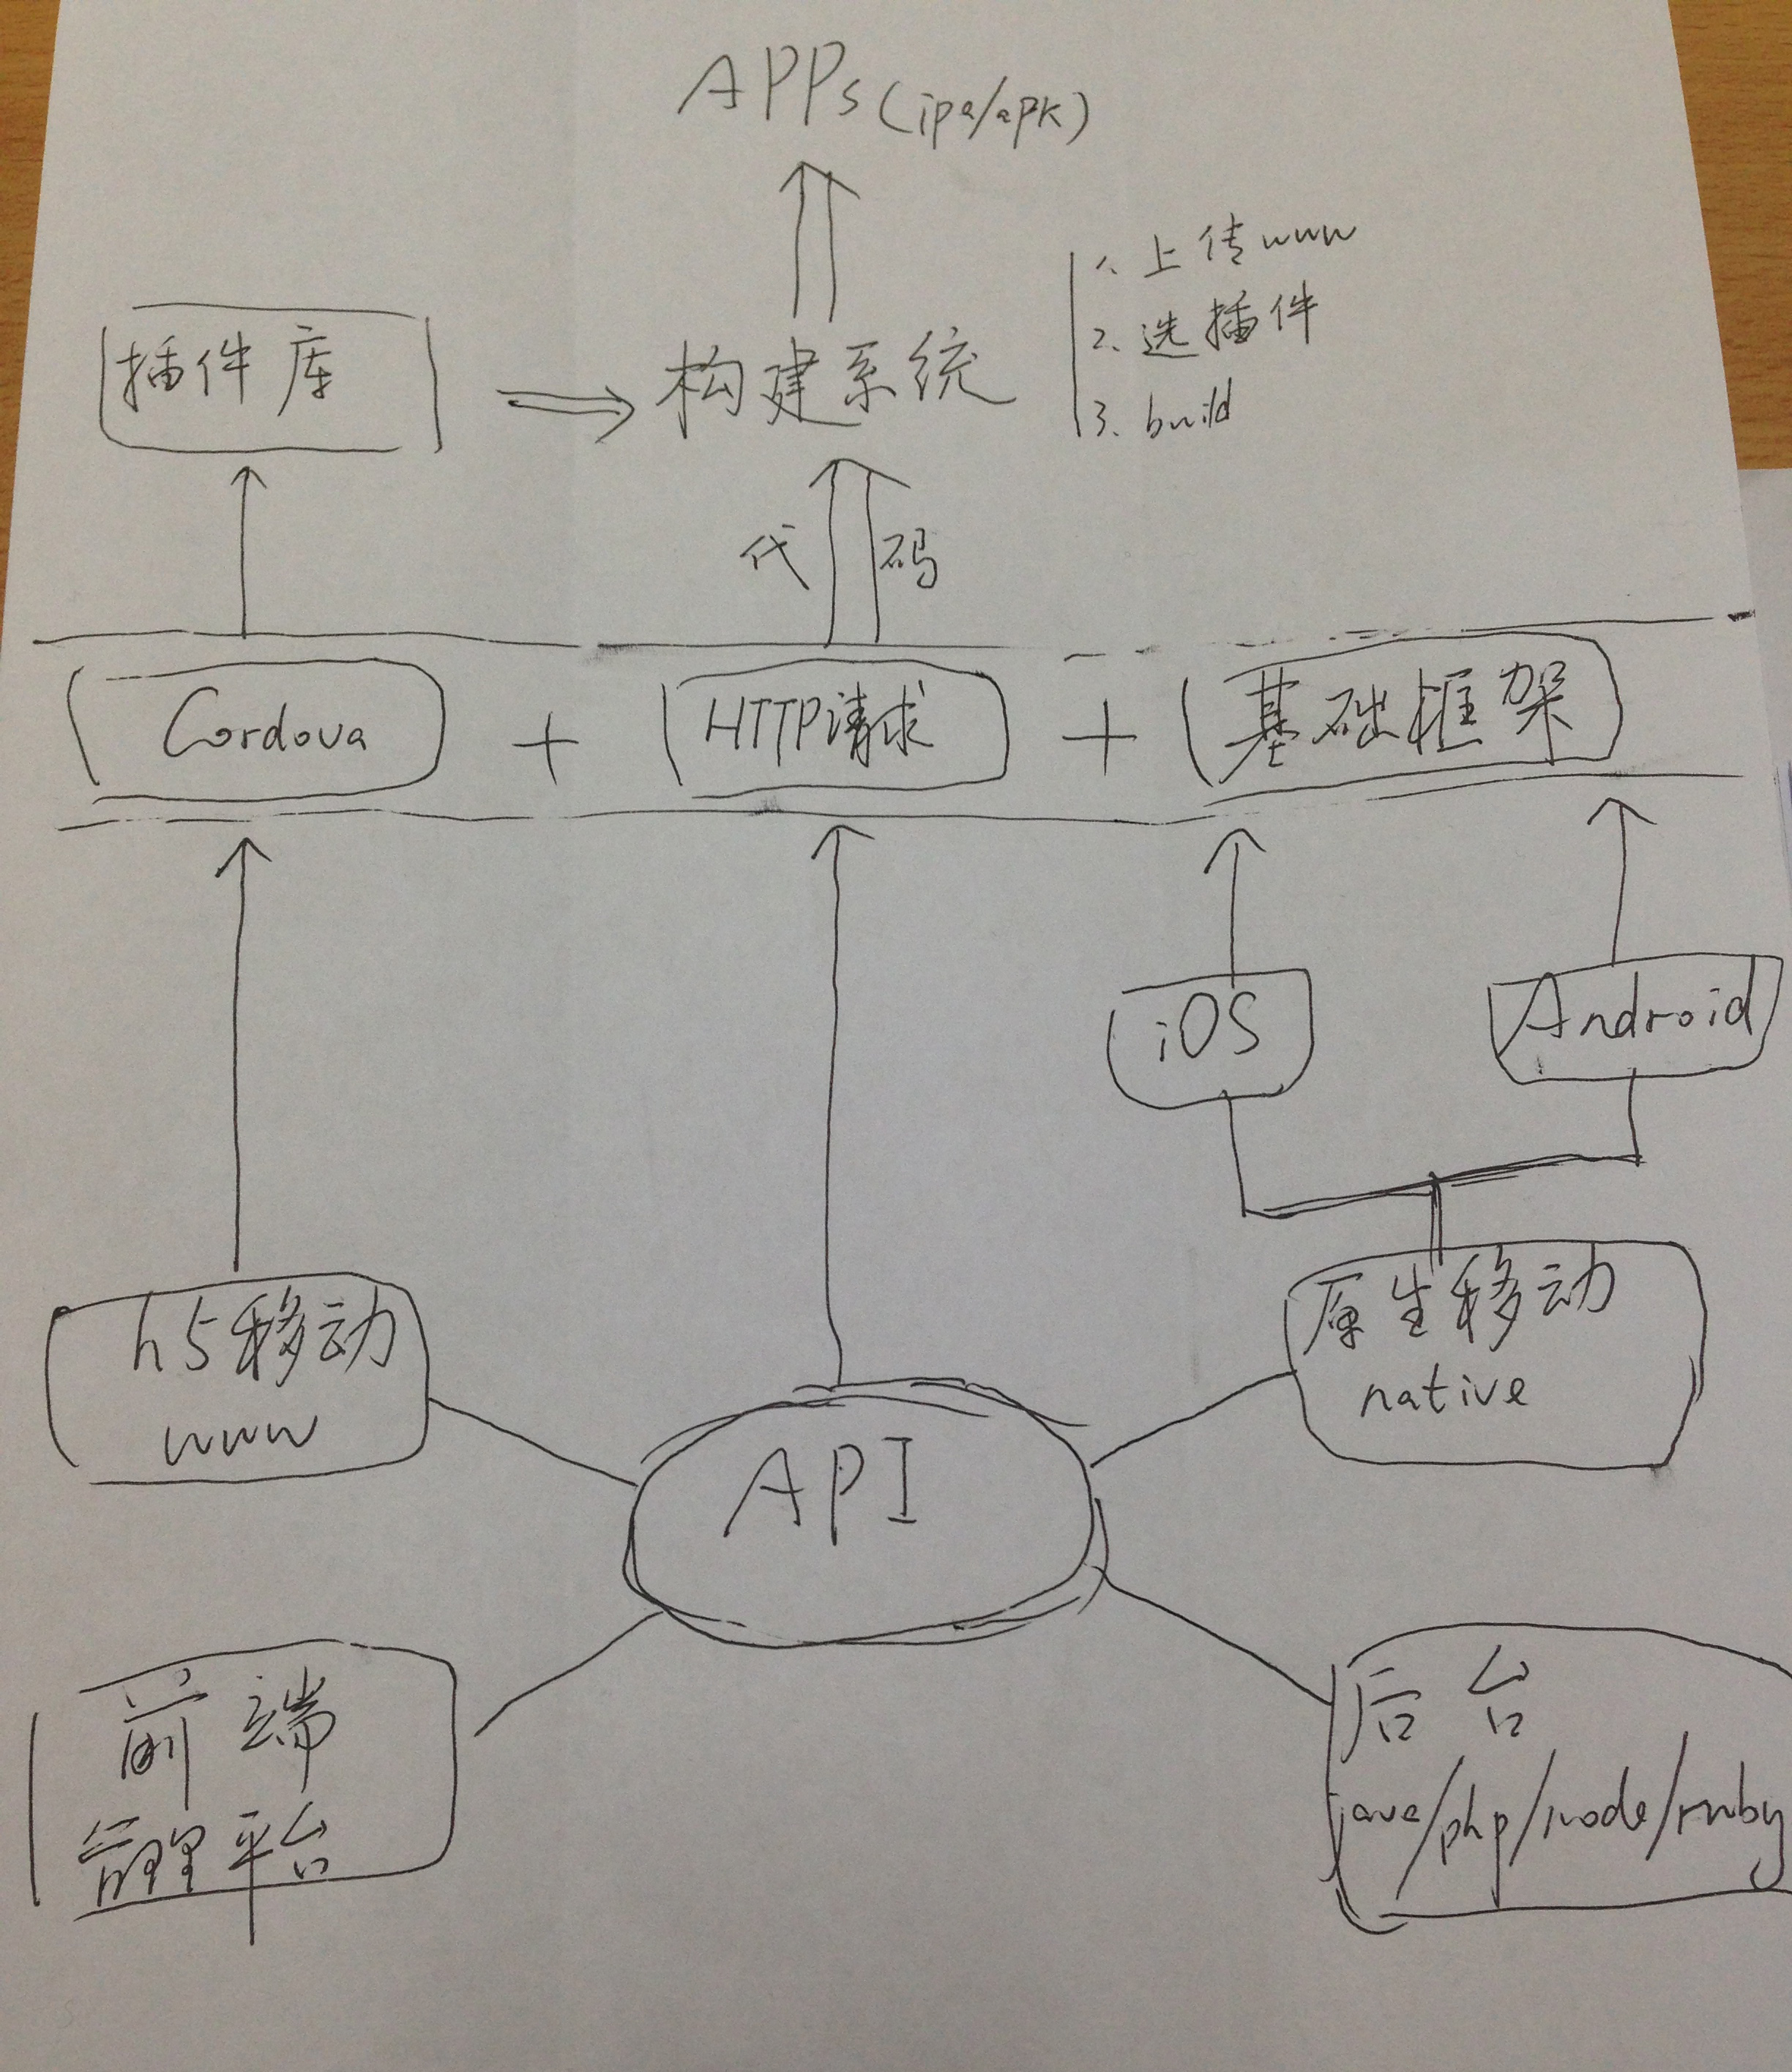 APPs (ipa/apk)
1. 上传www
2. 选插件
3. build
插件库
构建系统
代码
Cordova + HTTP请求 + 基础框架
iOS
Android
h5移动
www
原生移动
native
API
前端
管理平台
后台
java/php/node/ruby